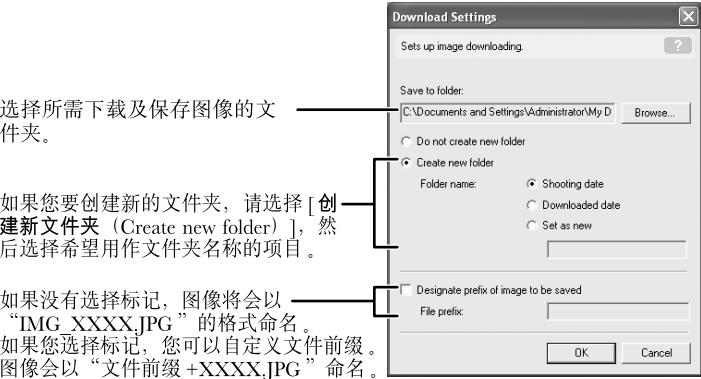 选择所需下载及保存图像的文
件夹。
如果您要创建新的文件夹，请选择 [ 创
建新文件夹（Create new folder）]，然
后选择希望用作文件夹名称的项目。
如果没有选择标记，图像将会以
“IMG_XXXX.JPG ”的格式命名。
如果您选择标记，您可以自定义文件前缀。
图像会以“文件前缀 +XXXX.JPG ”命名。
Download Settings
Sets up image downloading.
?
Save to folder:
C:\Documents and Settings\Administrator\My D
Browse...
Do not create new folder
Create new folder
Folder name:
Shooting date
Downloaded date
Set as new
Designate prefix of image to be saved
File prefix:
OK
Cancel